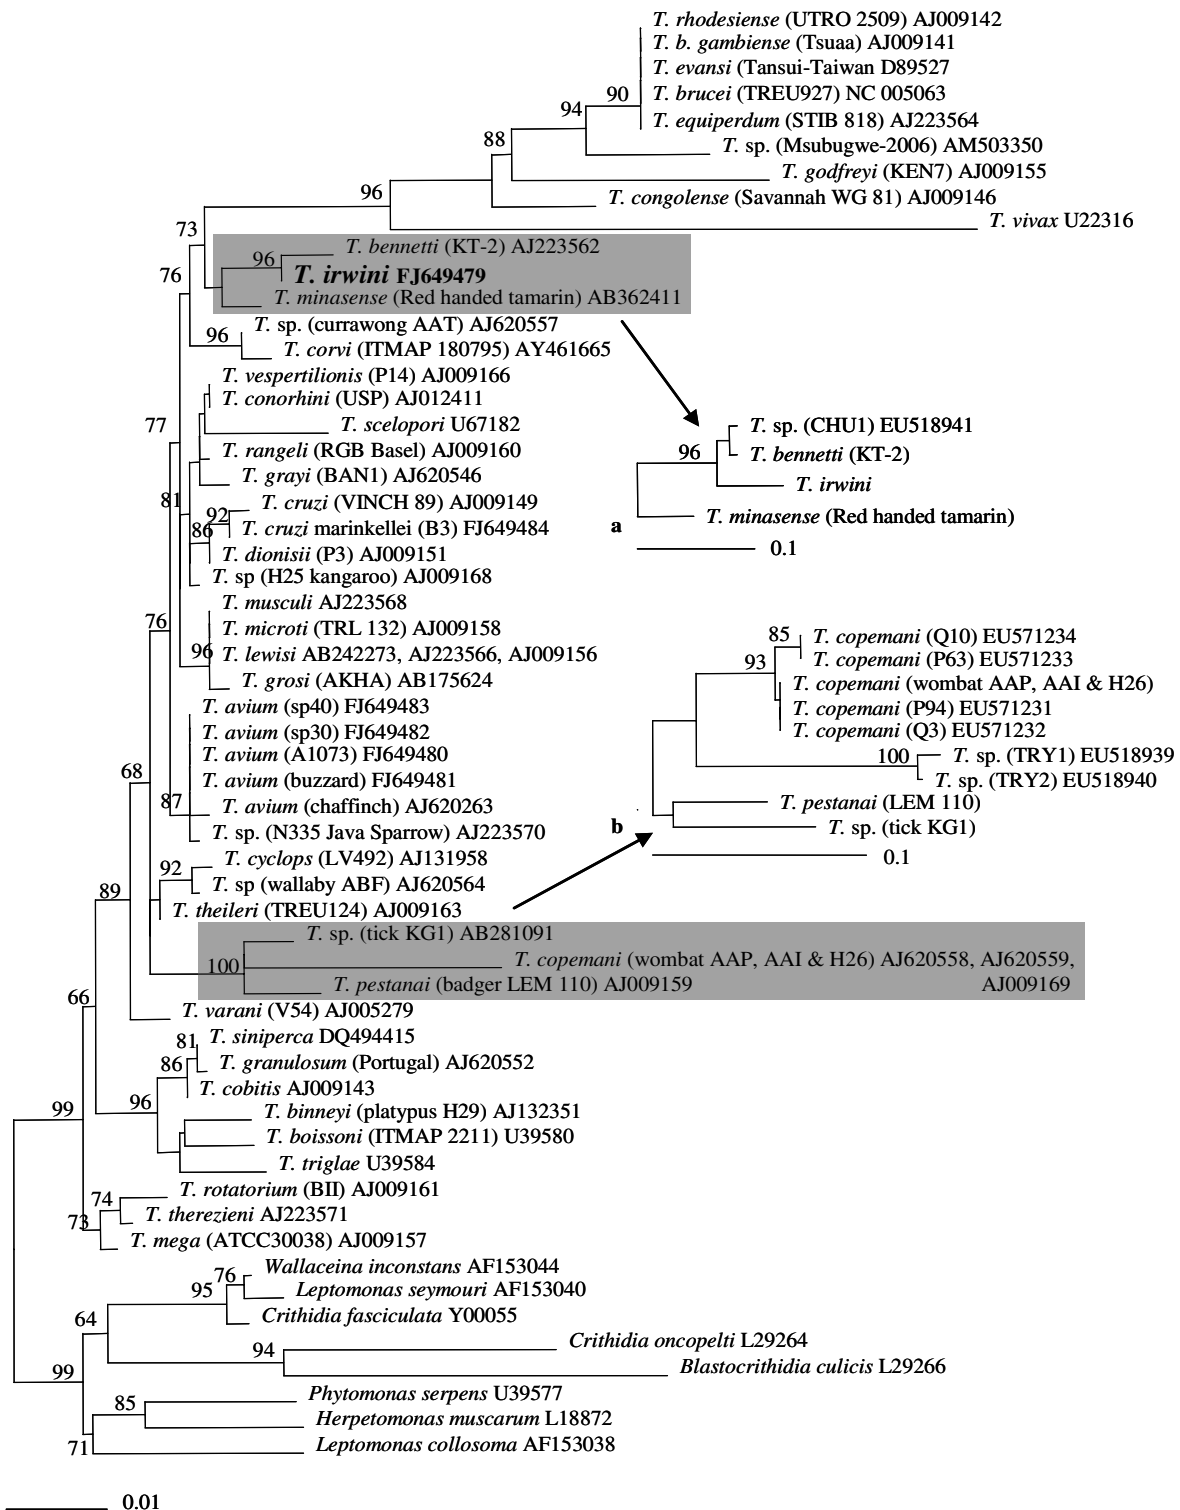 T. rhodesiense (UTRO 2509) AJ009142
T. b. gambiense (Tsuaa) AJ009141
T. evansi (Tansui-Taiwan D89527
90
T. brucei (TREU927) NC 005063
94
T. equiperdum (STIB 818) AJ223564
88
T. sp. (Msubugwe-2006) AM503350
T. godfreyi (KEN7) AJ009155
96
T. congolense (Savannah WG 81) AJ009146
T. vivax U22316
73
T. bennetti (KT-2) AJ223562
96
T. irwini FJ649479
76
T. minasense (Red handed tamarin) AB362411
T. sp. (currawong AAT) AJ620557
96
T. corvi (ITMAP 180795) AY461665
T. vespertilionis (P14) AJ009166
T. conorhini (USP) AJ012411
77
T. scelopori U67182
T. rangeli (RGB Basel) AJ009160
T. grayi (BAN1) AJ620546
81
T. cruzi (VINCH 89) AJ009149
92
86
T. cruzi marinkellei (B3) FJ649484
T. dionisii (P3) AJ009151
T. sp (H25 kangaroo) AJ009168
T. musculi AJ223568
76
T. microti (TRL 132) AJ009158
96
T. lewisi AB242273, AJ223566, AJ009156
T. grosi (AKHA) AB175624
T. avium (sp40) FJ649483
T. avium (sp30) FJ649482
T. avium (A1073) FJ649480
68
T. avium (buzzard) FJ649481
87
T. avium (chaffinch) AJ620263
T. sp. (N335 Java Sparrow) AJ223570
T. cyclops (LV492) AJ131958
92
T. sp (wallaby ABF) AJ620564
89
T. theileri (TREU124) AJ009163
T. sp. (tick KG1) AB281091
100
T. copemani (wombat AAP, AAI & H26) AJ620558, AJ620559,
T. pestanai (badger LEM 110) AJ009159
AJ009169
66
T. varani (V54) AJ005279
T. siniperca DQ494415
81
86
T. granulosum (Portugal) AJ620552
T. cobitis AJ009143
96
99
T. binneyi (platypus H29) AJ132351
T. boissoni (ITMAP 2211) U39580
T. triglae U39584
T. rotatorium (BII) AJ009161
74
T. therezieni AJ223571
73
T. mega (ATCC30038) AJ009157
Wallaceina inconstans AF153044
76
95
Leptomonas seymouri AF153040
64
Crithidia fasciculata Y00055
Crithidia oncopelti L29264
94
Blastocrithidia culicis L29266
99
Phytomonas serpens U39577
85
Herpetomonas muscarum L18872
71
Leptomonas collosoma AF153038
0.01
T. sp. (CHU1) EU518941
96
T. bennetti (KT-2)
T. irwini
T. minasense (Red handed tamarin)
a
0.1
85
T. copemani (Q10) EU571234
93
T. copemani (P63) EU571233
T. copemani (wombat AAP, AAI & H26)
T. copemani (P94) EU571231
T. copemani (Q3) EU571232
100
T. sp. (TRY1) EU518939
T. sp. (TRY2) EU518940
T. pestanai (LEM 110)
b
T. sp. (tick KG1)
0.1